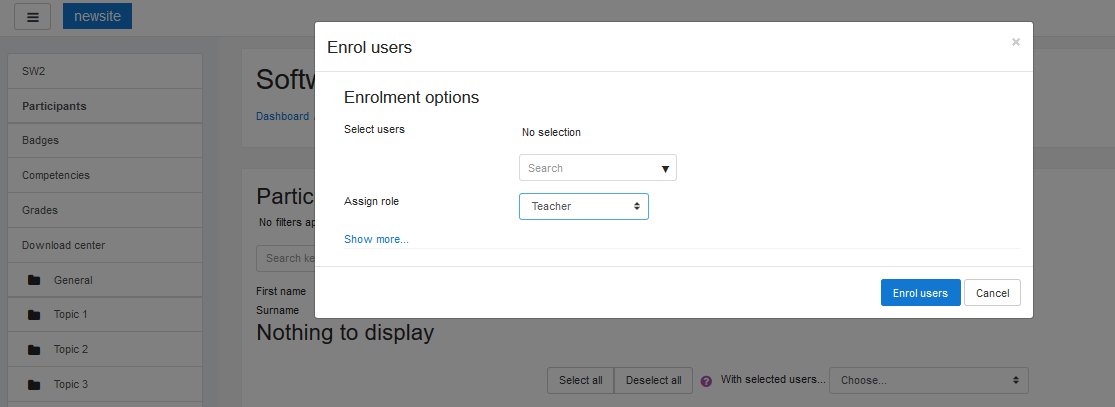 newsite
SW2
Participants
Badges
Competencies
Grades
Download center
General
Topic 1
Topic 2
Topic 3
Softw
Dashboard
Partic
No filters ap
Search ke
First name
Surname
Nothing to display
Select all
Deselect all
?
With selected users...
Choose...
Enrol users
×
Enrolment options
Select users
No selection
Search
Assign role
Teacher
Show more...
Enrol users
Cancel